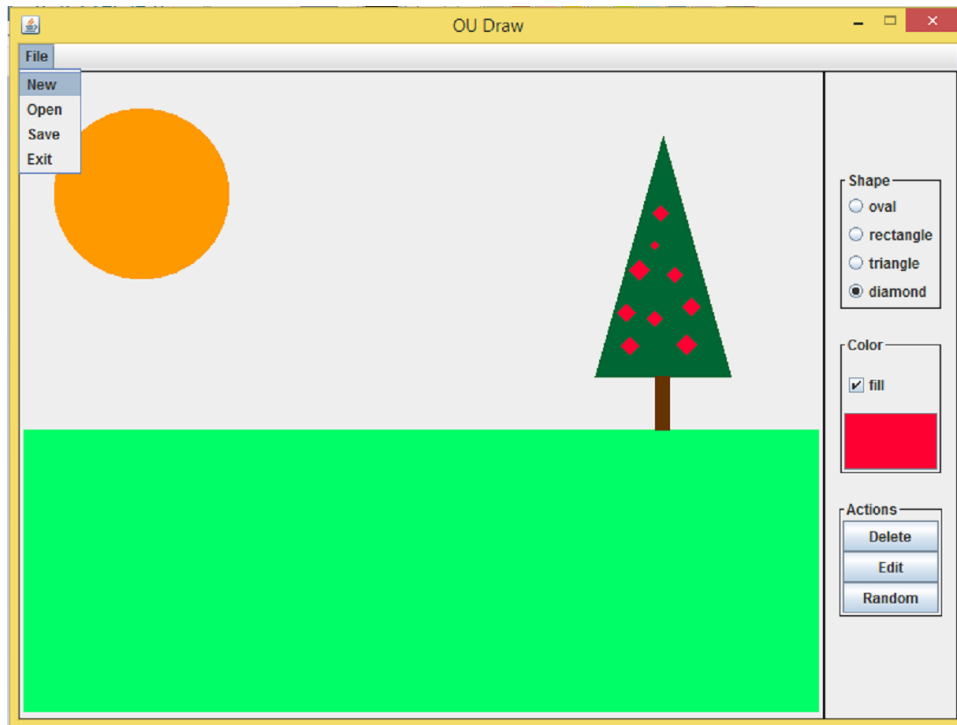 OU Draw
File
New
Open
Save
Exit
Shape
oval
rectangle
triangle
diamond
Color
fill
Actions
Delete
Edit
Random